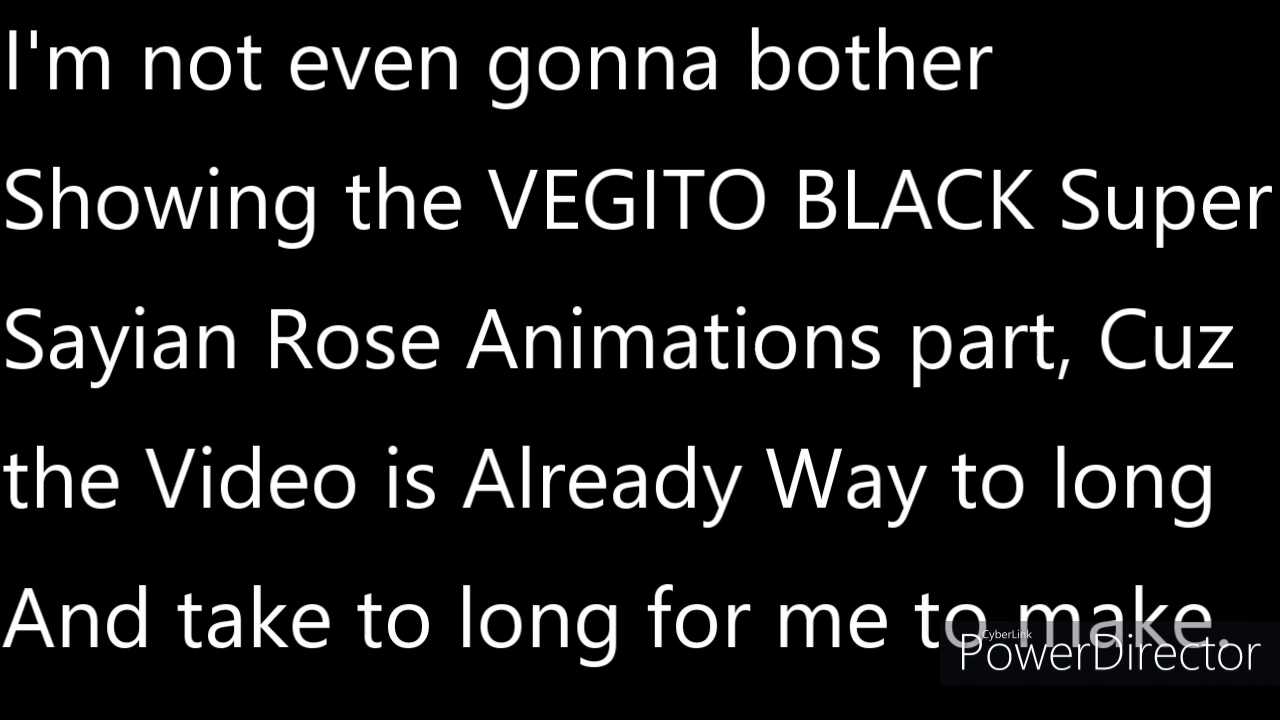 I'm not even gonna bother
Showing the VEGITO BLACK Super
Sayian Rose Animations part, Cuz
the Video is Already Way to long
And take to long for me to make.
CyberLink
PowerDirector